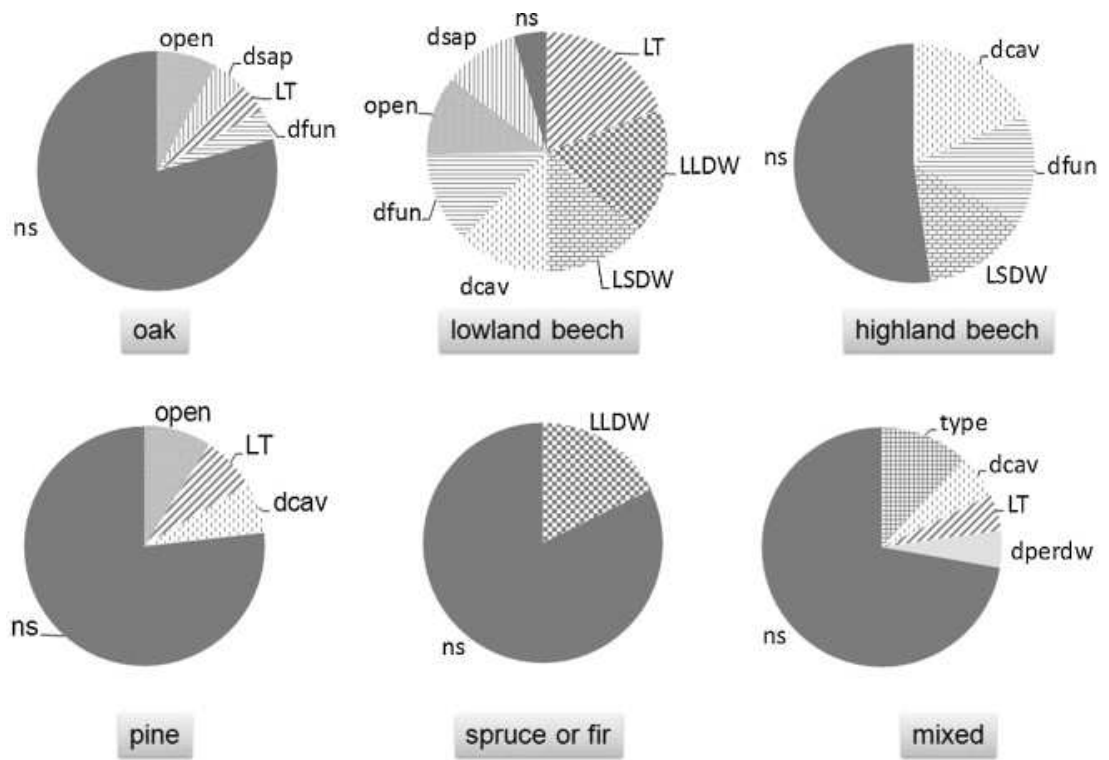 open
dsap
LT
dfun
ns
oak
ns
dsap
LT
open
LLDW
dfun
LSDW
dcav
lowland beech
dcav
ns
dfun
LSDW
highland beech
open
LT
dcav
ns
pine
LLDW
ns
spruce or fir
type
dcav
LT
dperdw
ns
mixed